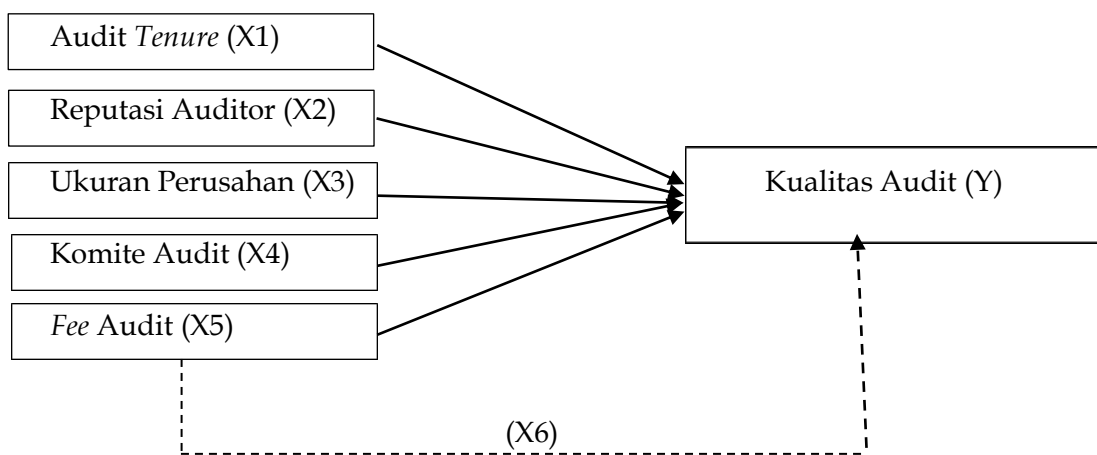 Audit Tenure (X1)
Reputasi Auditor (X2)
Ukuran Perusahan (X3)
Kualitas Audit (Y)
Komite Audit (X4)
Fee Audit (X5)
(X6)